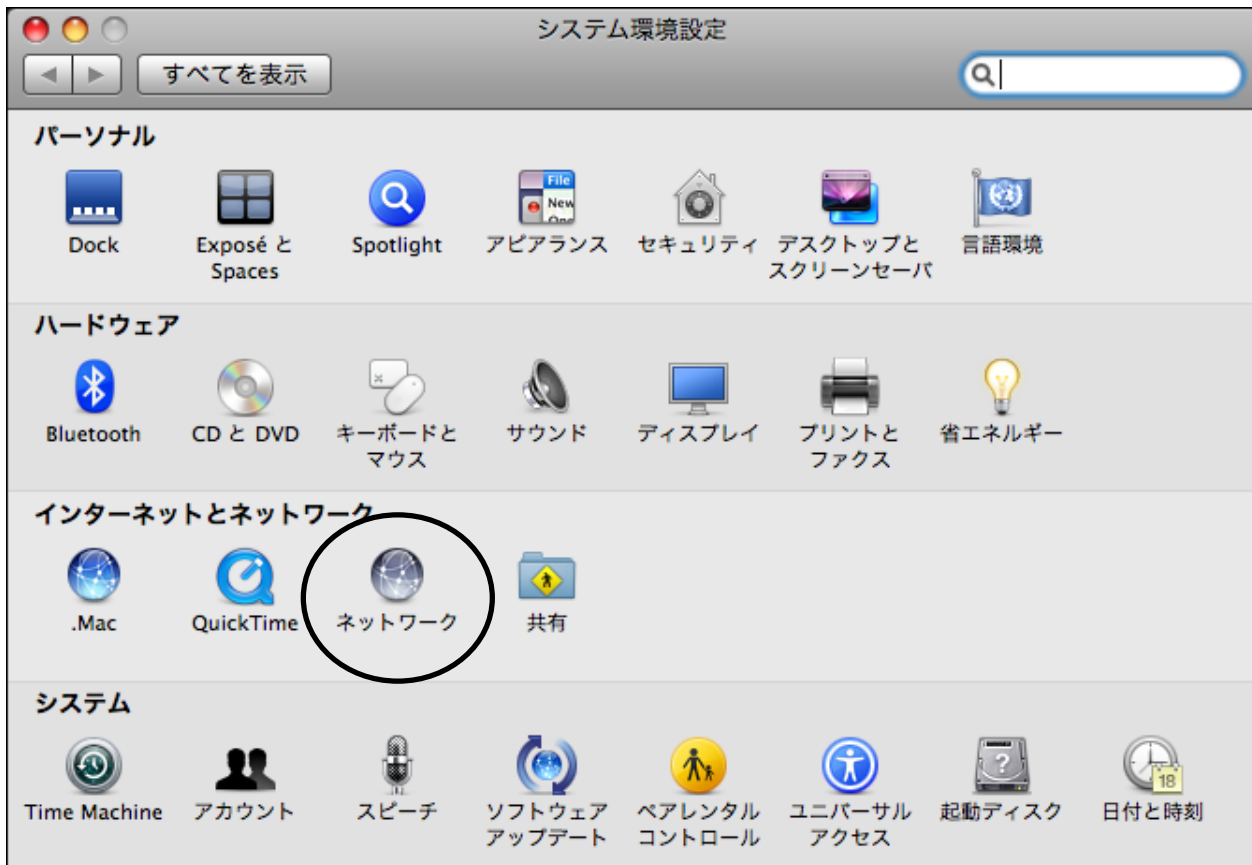 システム環境設定
すべてを表示
パーソナル
Dock
Exposé と
Spaces
Spotlight
File
New
アピアランス
セキュリティ
デスクトップと
スクリーンセーバ
言語環境
ハードウェア
Bluetooth
CD と DVD
キーボードと
マウス
サウンド
ディスプレイ
プリントと
ファクス
省エネルギー
インターネットとネットワーク
.Mac
QuickTime
ネットワーク
共有
システム
Time Machine
アカウント
スピーチ
ソフトウェア
アップデート
ペアレンタル
コントロール
ユニバーサル
アクセス
?
起動ディスク
18
日付と時刻